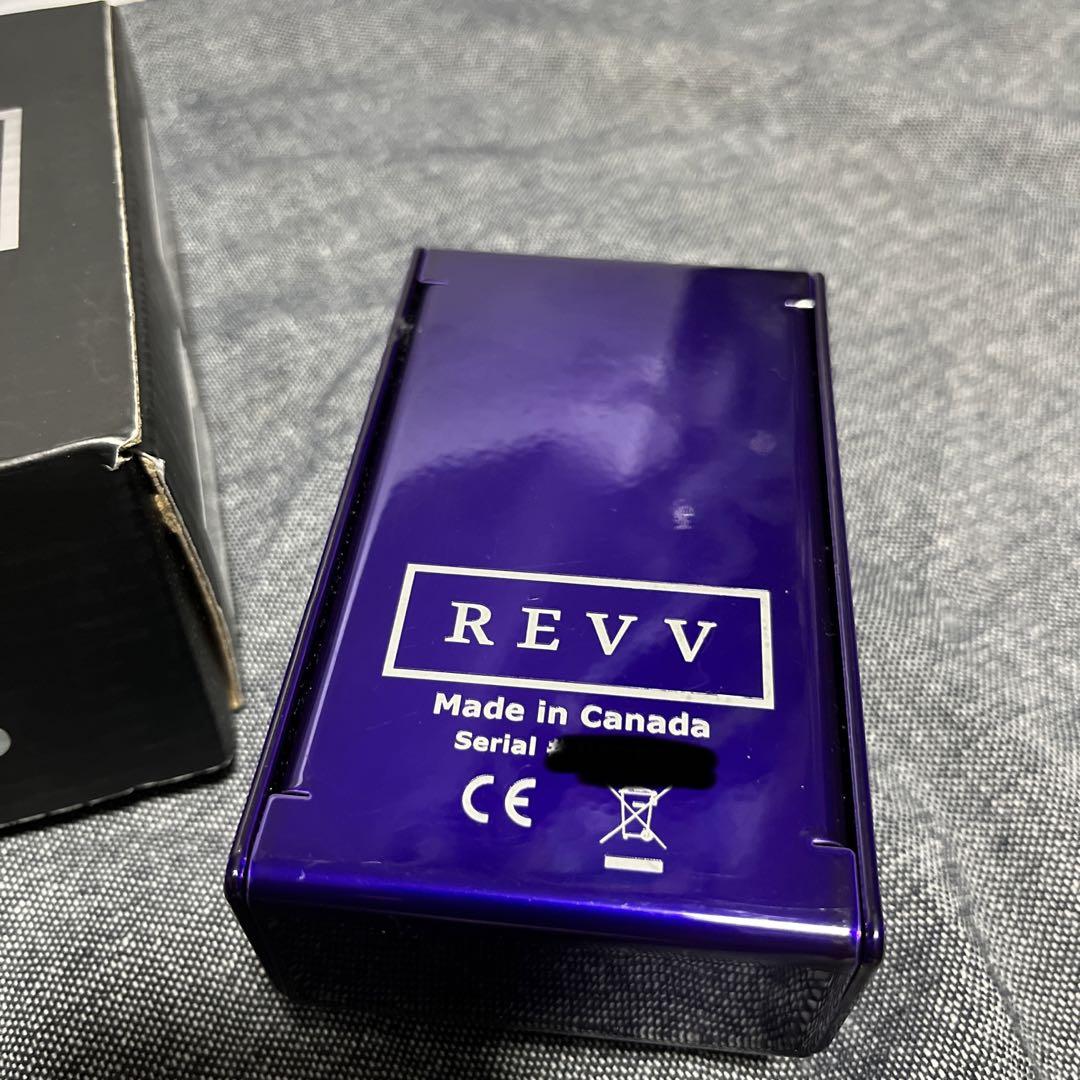 REVV
Made in Canada
Serial #
CE